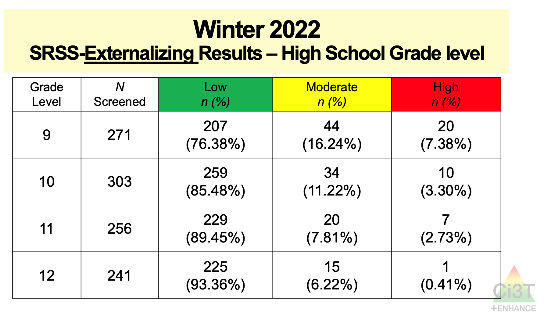 Winter 2022
SRSS-Externalizing Results – High School Grade level
Grade Level N Screened Low n (%) Moderate n (%) High n (%)
9 271 207 (76.38%) 44 (16.24%) 20 (7.38%)
10 303 259 (85.48%) 34 (11.22%) 10 (3.30%)
11 256 229 (89.45%) 20 (7.81%) 7 (2.73%)
12 241 225 (93.36%) 15 (6.22%) 1 (0.41%)
Ci3T
+ENHANCE